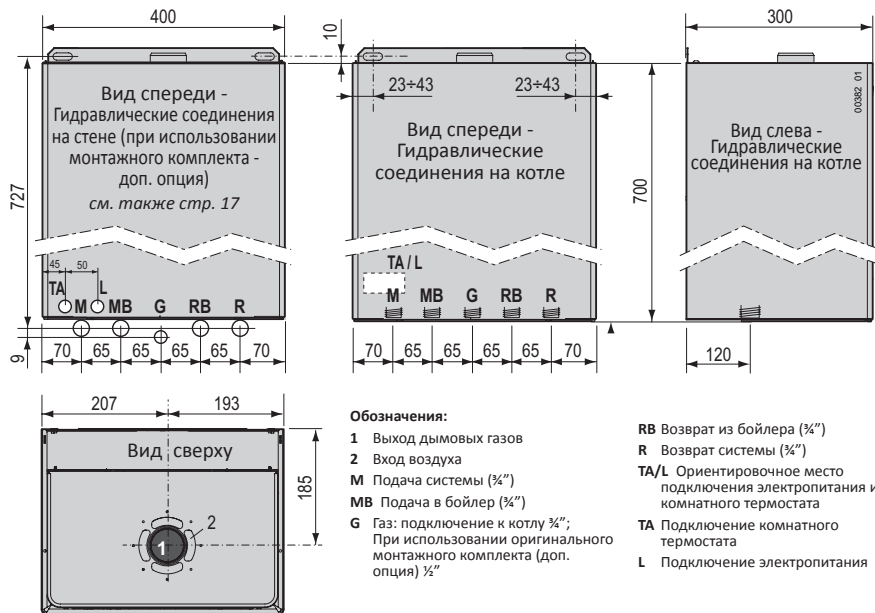 400
10
300
23÷43
23÷43
00382 01
Вид спереди -
Гидравлические соединения
на стене (при использовании
монтажного комплекта -
доп. опция)
см. также стр. 17
Вид спереди -
Гидравлические
соединения на котле
Вид слева -
Гидравлические
соединения на котле
727
700
45
50
TA
L
M
MB
G
RB
R
TA / L
M
MB
G
RB
R
9
70
65
65
65
65
70
70
65
65
65
65
70
120
207
193
Вид сверху
185
1
2
Обозначения:
1 Выход дымовых газов
2 Вход воздуха
M Подача системы (¾”)
MB Подача в бойлер (¾”)
G Газ: подключение к котлу ¾”;
При использовании оригинального
монтажного комплекта (доп.
опция) ½”
RB Возврат из бойлера (¾”)
R Возврат системы (¾”)
TA/L Ориентировочное место
подключения электропитания и
комнатного термостата
TA Подключение комнатного
термостата
L Подключение электропитания